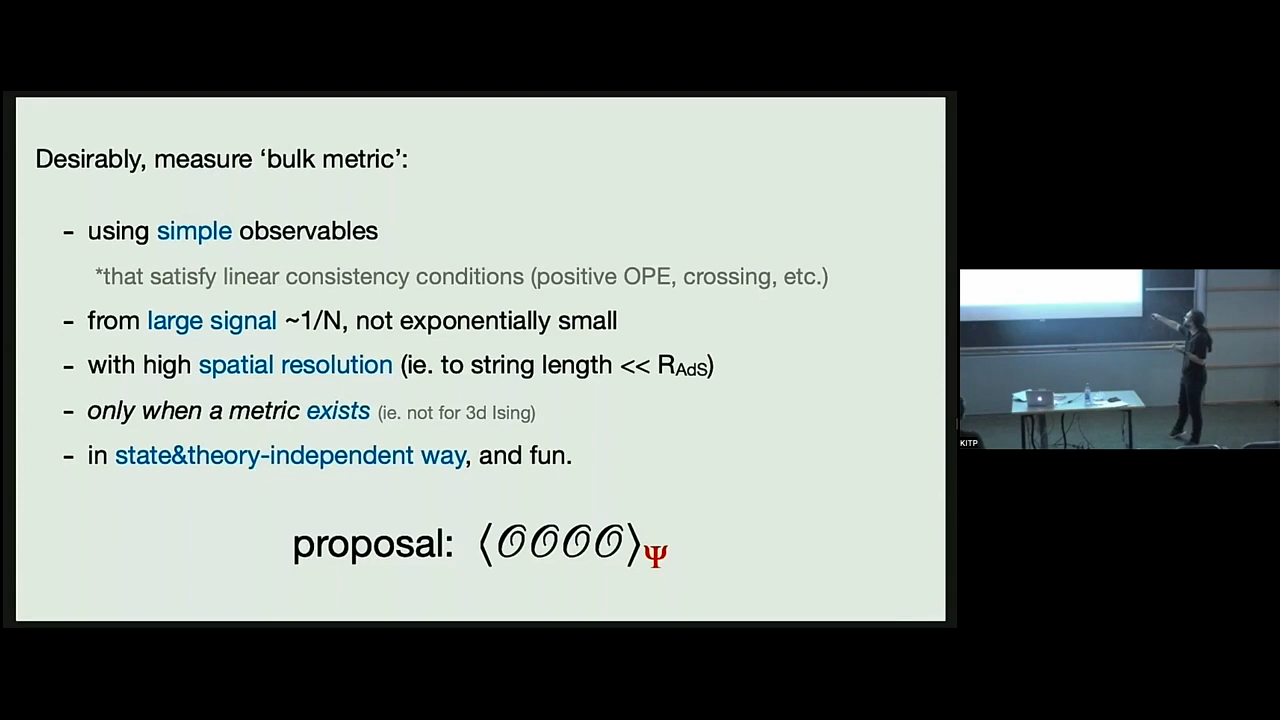 Desirably, measure ‘bulk metric’:
- using simple observables
*that satisfy linear consistency conditions (positive OPE, crossing, etc.)
- from large signal ~1/N, not exponentially small
- with high spatial resolution (ie. to string length << R_AdS)
- only when a metric exists (ie. not for 3d Ising)
- in state&theory-independent way, and fun.
proposal: ⟨𝒪𝒪𝒪𝒪⟩_Ψ
KITP